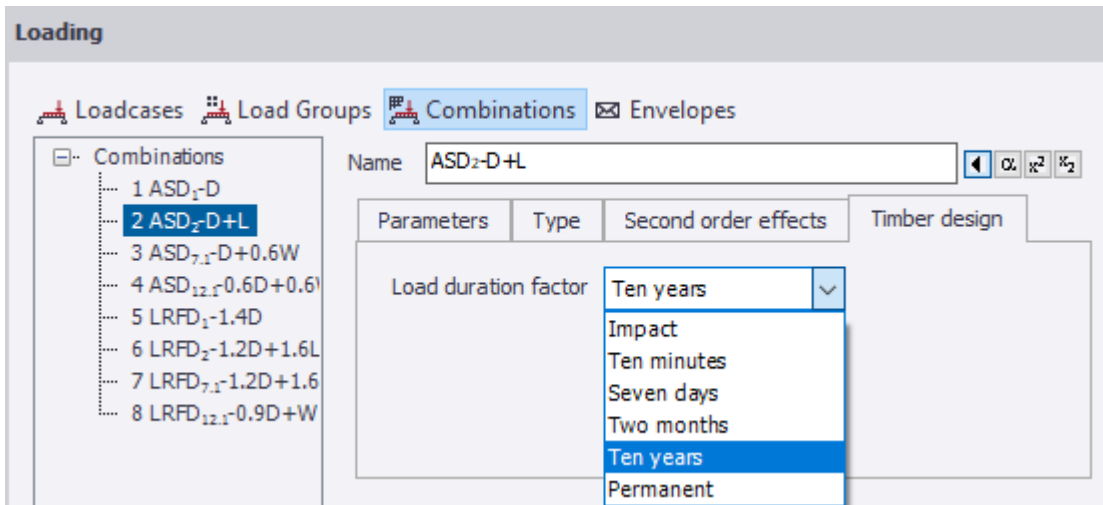 Loading
Loadcases Load Groups Combinations Envelopes
Combinations
1 ASD₁-D
2 ASD₂-D+L
3 ASD₇.₁-D+0.6W
4 ASD₁₂.₁-0.6D+0.6
5 LRFD₁-1.4D
6 LRFD₂-1.2D+1.6L
7 LRFD₇.₁-1.2D+1.6
8 LRFD₁₂.₁-0.9D+W
Name ASD₂-D+L α x² x₂
Parameters Type Second order effects Timber design
Load duration factor Ten years
Impact
Ten minutes
Seven days
Two months
Ten years
Permanent